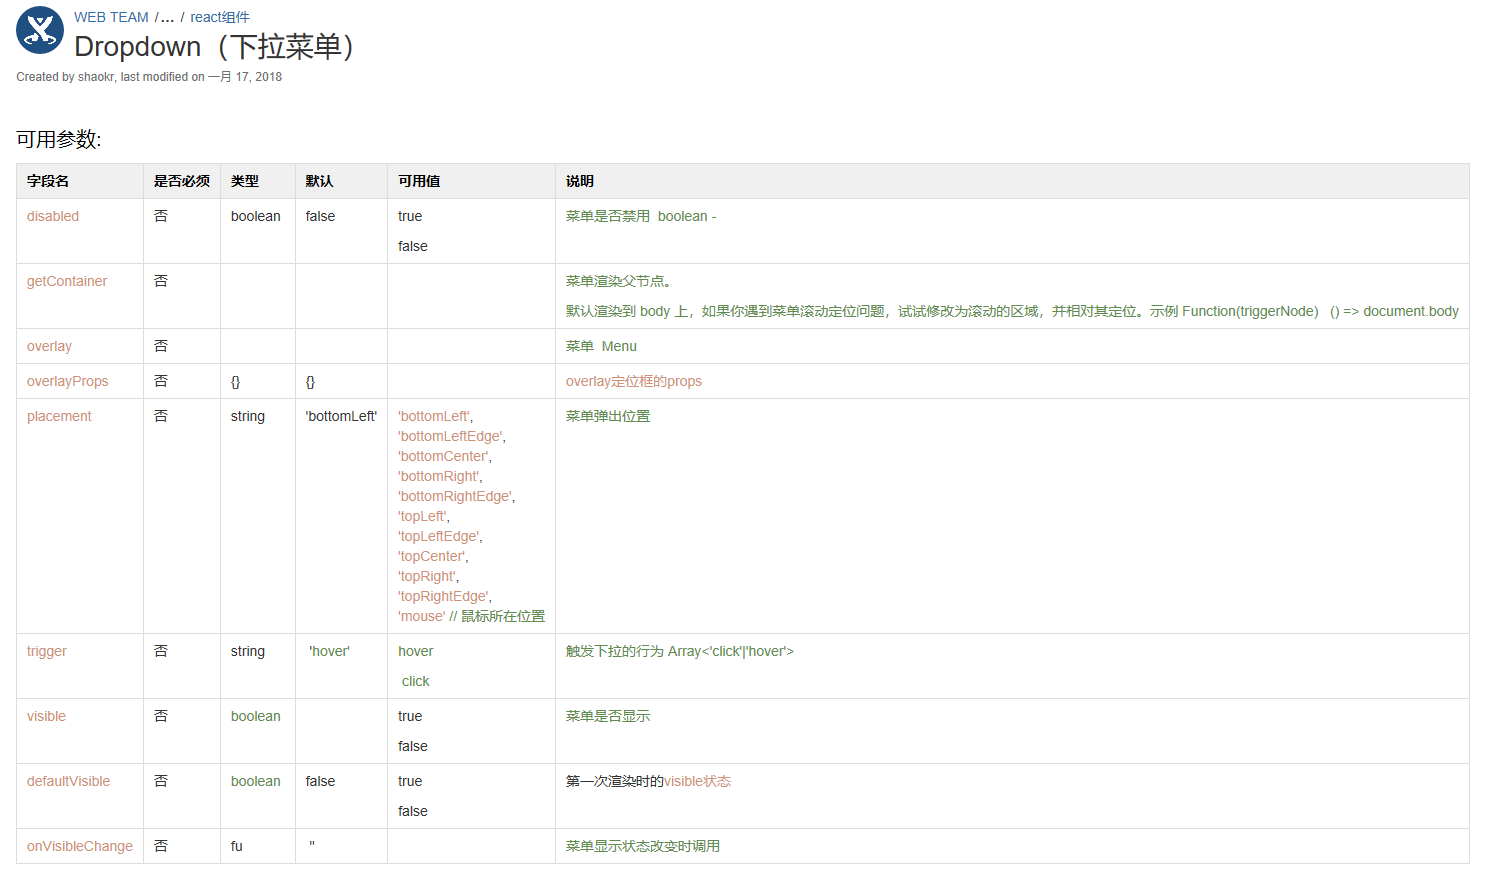 WEB TEAM /... / react组件
Dropdown（下拉菜单）
Created by shaokr, last modified on 一月 17, 2018
可用参数:
字段名 是否必须 类型 默认 可用值 说明
disabled 否 boolean false true 菜单是否禁用 boolean -
false
getContainer 否 菜单渲染父节点。
默认渲染到 body 上，如果你遇到菜单滚动定位问题，试试修改为滚动的区域，并相对其定位。示例 Function(triggerNode) () => document.body
overlay 否 菜单 Menu
overlayProps 否 {} {} overlay定位框的props
placement 否 string 'bottomLeft' 'bottomLeft', 菜单弹出位置
'bottomLeftEdge',
'bottomCenter',
'bottomRight',
'bottomRightEdge',
'topLeft',
'topLeftEdge',
'topCenter',
'topRight',
'topRightEdge',
'mouse' // 鼠标所在位置
trigger 否 string 'hover' hover 触发下拉的行为 Array<'click'|'hover'>
click
visible 否 boolean true 菜单是否显示
false
defaultVisible 否 boolean false true 第一次渲染时的visible状态
false
onVisibleChange 否 fu '' 菜单显示状态改变时调用